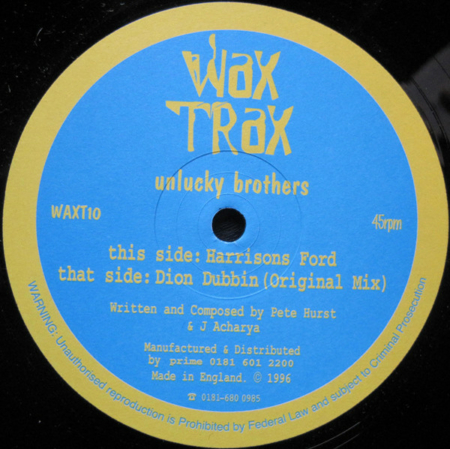 Wax
TRax
unlucky brothers
WAXT10
45rpm
this side: Harrisons Ford
that side: Dion Dubbin (Original Mix)
Written and Composed by Pete Hurst
& J Acharya
Manufactured & Distributed
by prime 0181 601 2200
Made in England. © 1996
☎ 0181-680 0985
WARNING: Unauthorised reproduction is Prohibited by Federal Law and subject to Criminal Prosecution